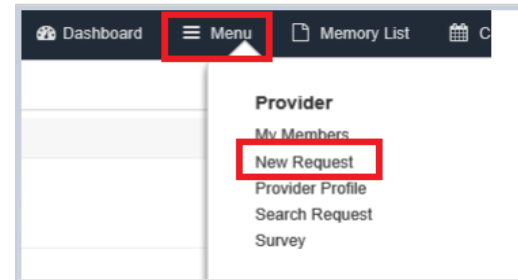 Dashboard Menu Memory List C
Provider
My Members
New Request
Provider Profile
Search Request
Survey